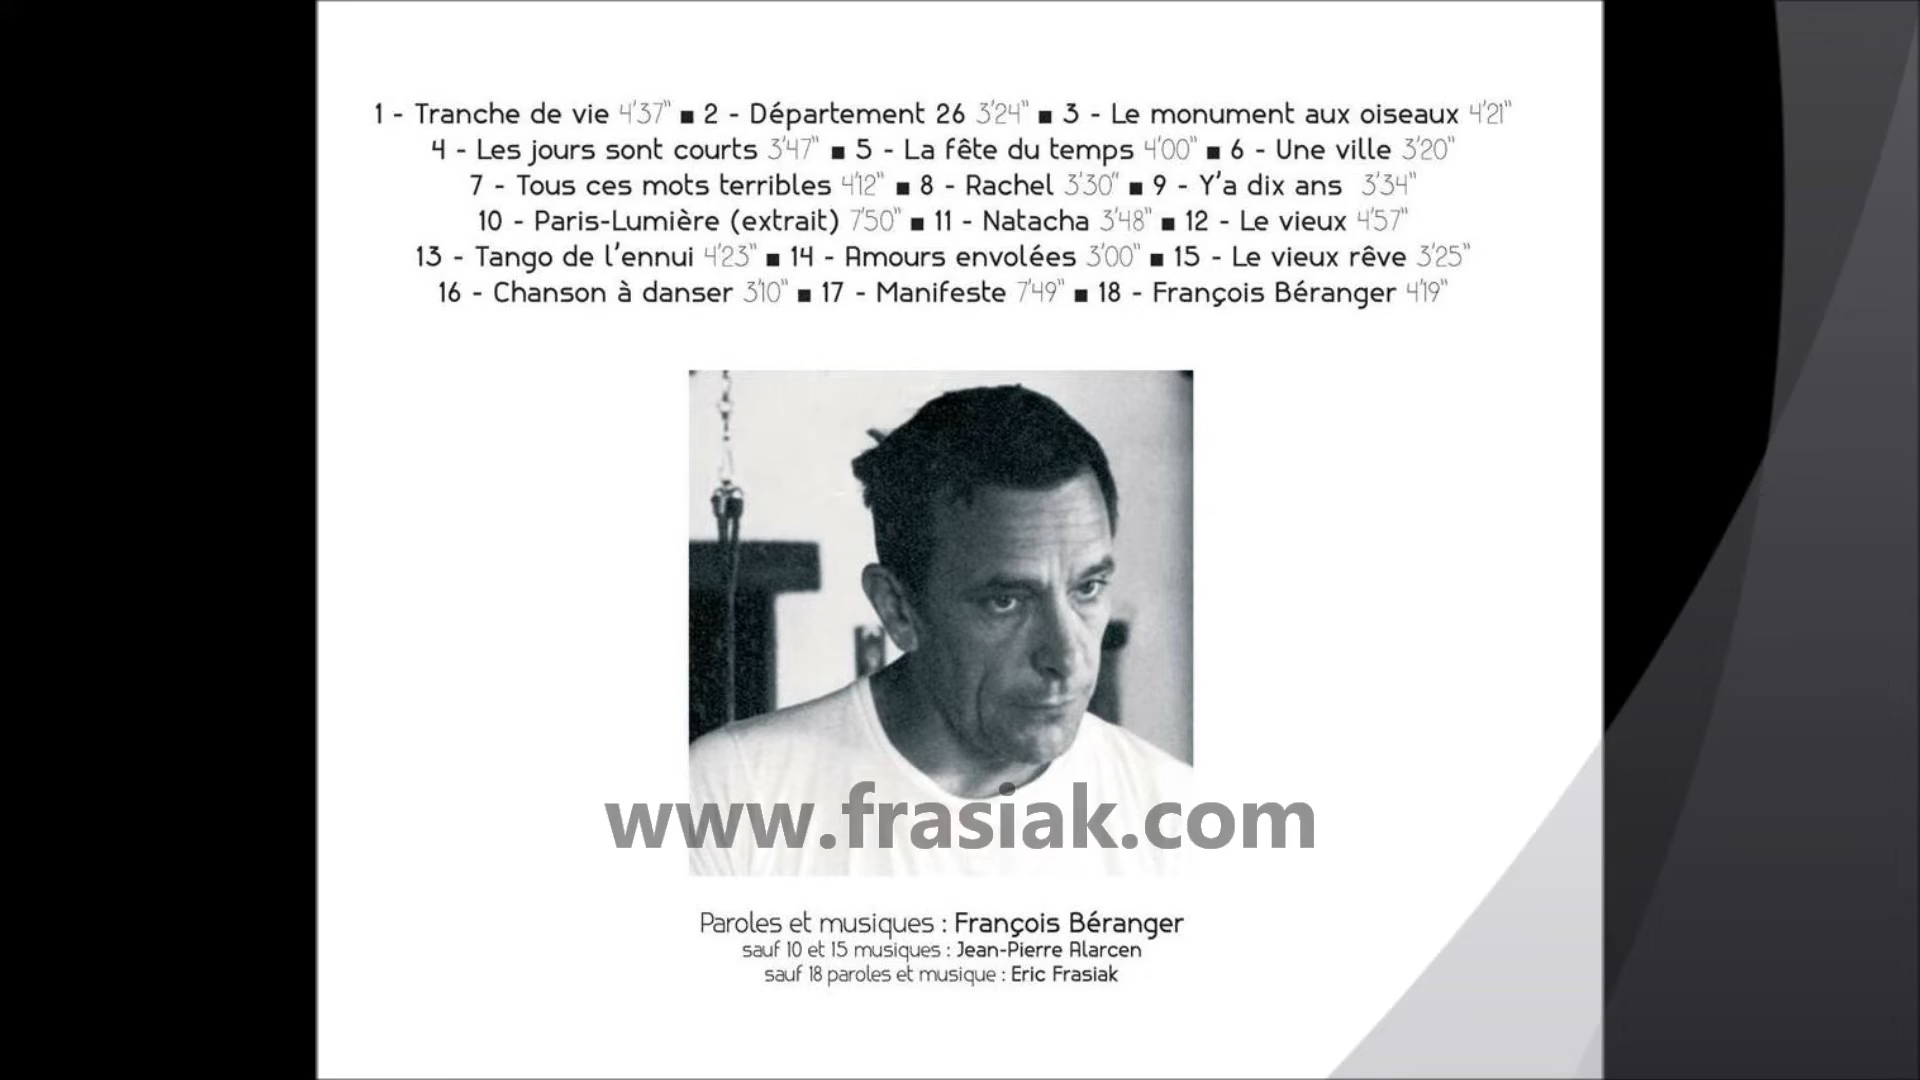 1 - Tranche de vie 4'37" ■ 2 - Département 26 3'24" ■ 3 - Le monument aux oiseaux 4'21"
4 - Les jours sont courts 3'47" ■ 5 - La fête du temps 4'00" ■ 6 - Une ville 3'20"
7 - Tous ces mots terribles 4'12" ■ 8 - Rachel 3'30" ■ 9 - Y'a dix ans 3'34"
10 - Paris-Lumière (extrait) 7'50" ■ 11 - Natacha 3'48" ■ 12 - Le vieux 4'57"
13 - Tango de l'ennui 4'23" ■ 14 - Amours envolées 3'00" ■ 15 - Le vieux rêve 3'25"
16 - Chanson à danser 3'10" ■ 17 - Manifeste 7'49" ■ 18 - François Béranger 4'19"
www.frasiak.com
Paroles et musiques : François Béranger
sauf 10 et 15 musiques : Jean-Pierre Alarcen
sauf 18 paroles et musique : Eric Frasiak